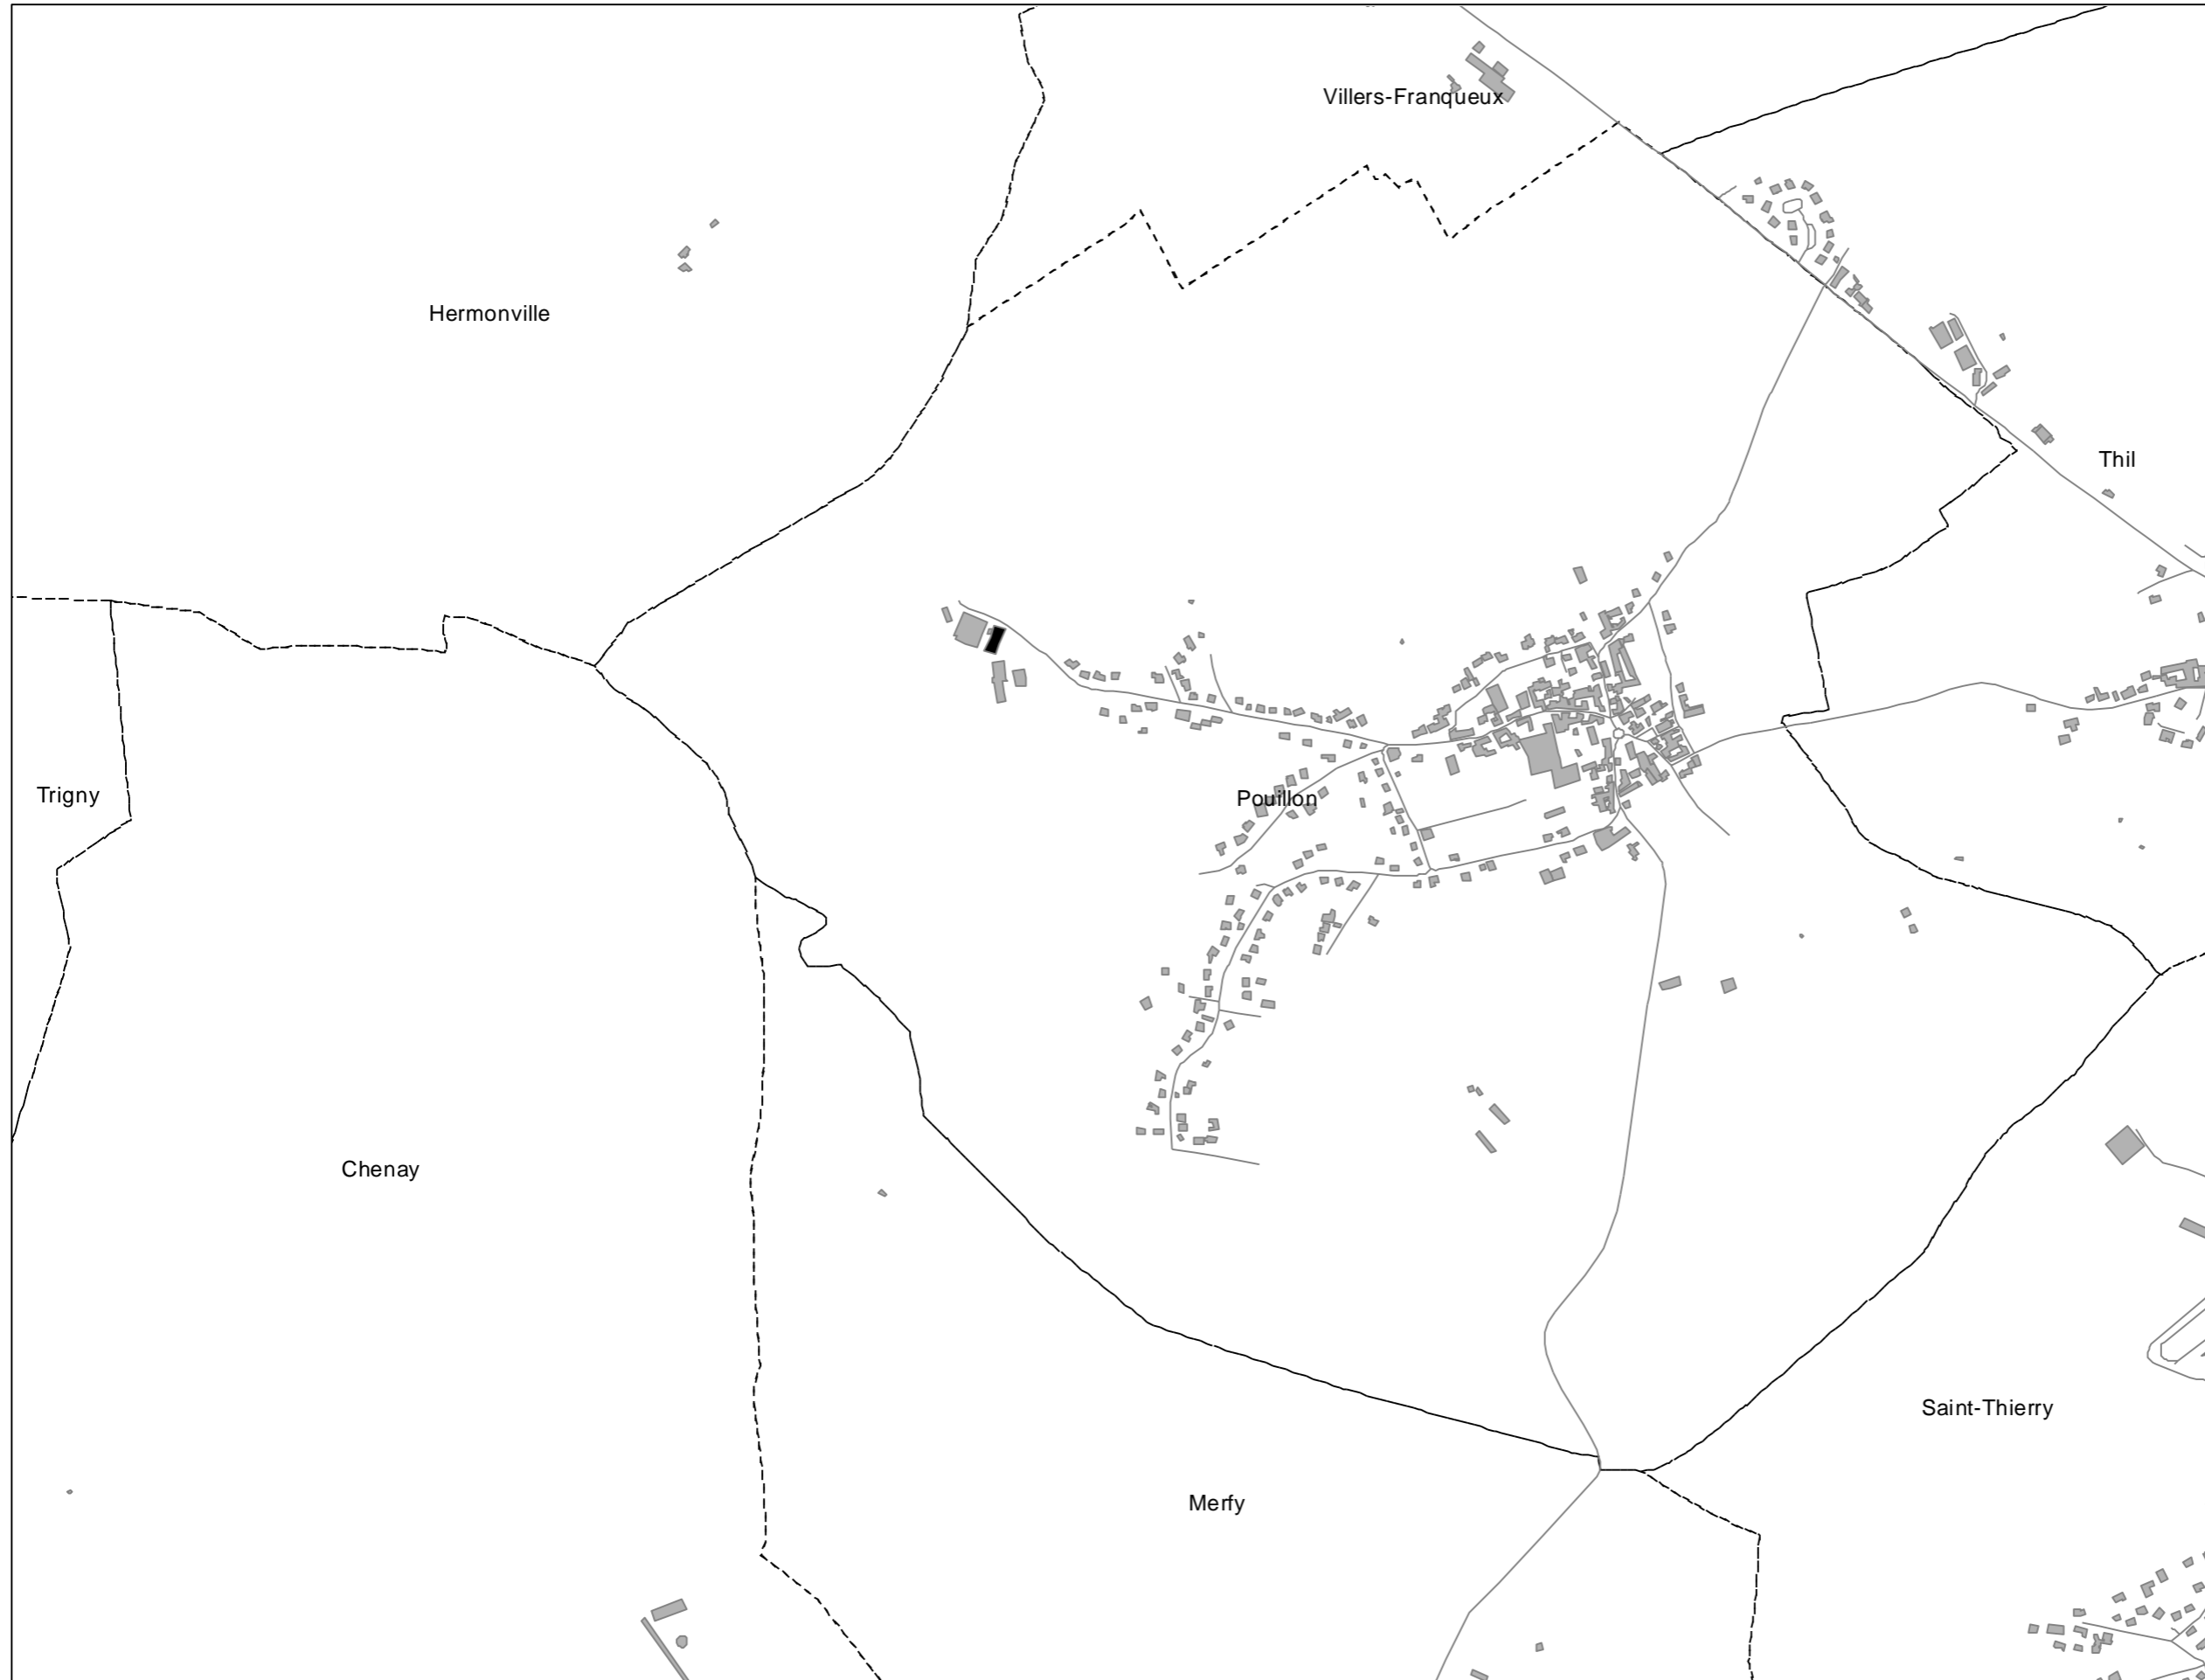 Villers-Franqueux
Hermonville
Thil
Trigny
Pouillon
Chenay
Saint-Thierry
Merfy